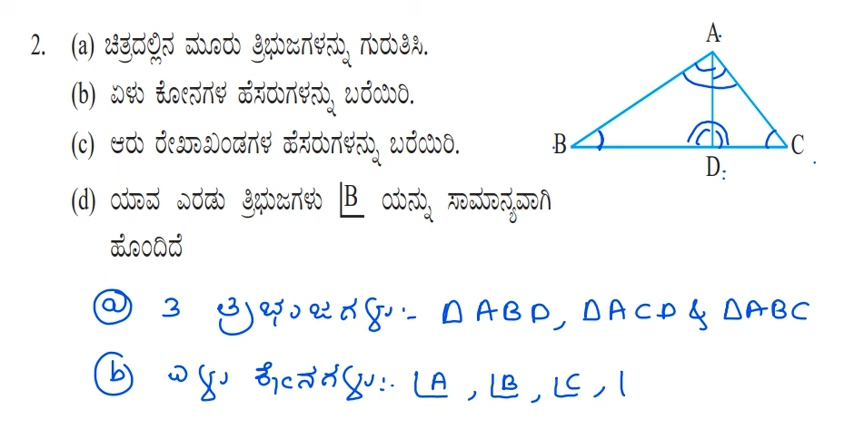 2. (a) ಚಿತ್ರದಲ್ಲಿನ ಮೂರು ತ್ರಿಭುಜಗಳನ್ನು ಗುರುತಿಸಿ.
(b) ಏಳು ಕೋನಗಳ ಹೆಸರುಗಳನ್ನು ಬರೆಯಿರಿ.
(c) ಆರು ರೇಖಾಖಂಡಗಳ ಹೆಸರುಗಳನ್ನು ಬರೆಯಿರಿ.
(d) ಯಾವ ಎರಡು ತ್ರಿಭುಜಗಳು ⌊B ಯನ್ನು ಸಾಮಾನ್ಯವಾಗಿ
ಹೊಂದಿದೆ
A
B
C
D
ⓐ 3 ತ್ರಿಭುಜಗಳು:- ΔABD, ΔACD & ΔABC
ⓑ ಏಳು ಕೋನಗಳು:- ⌊A, ⌊B, ⌊C, |